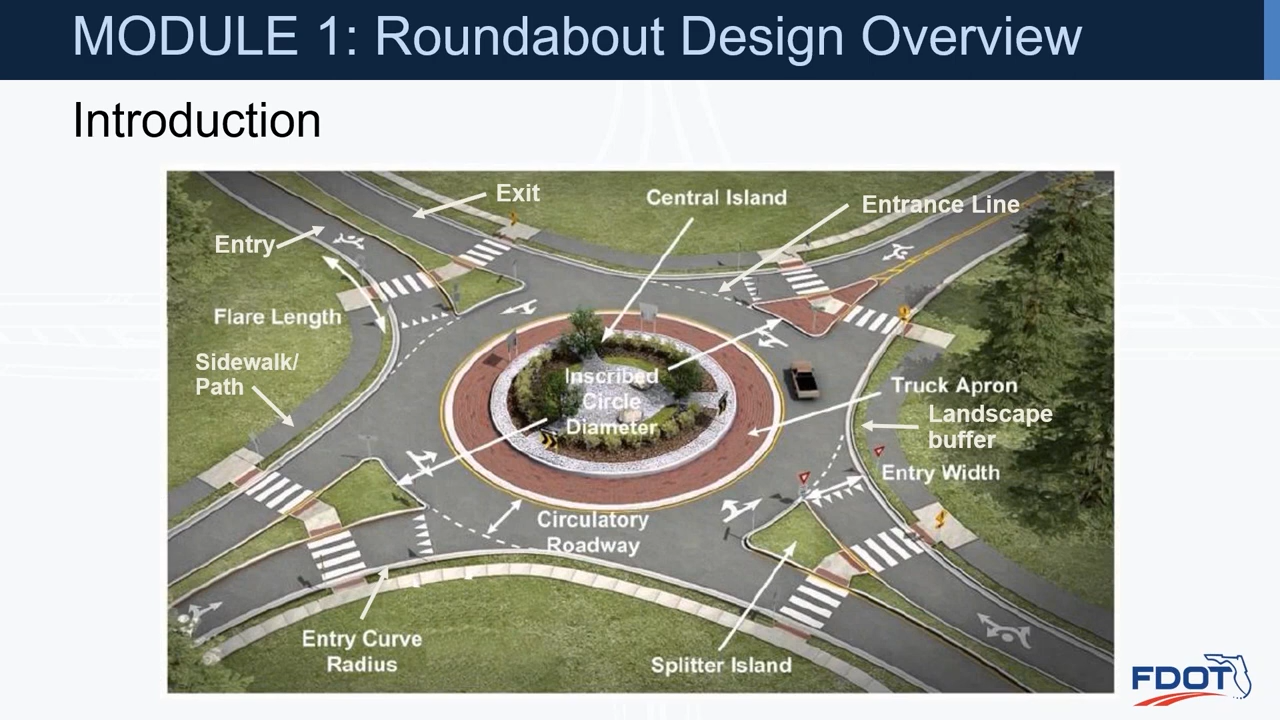 MODULE 1: Roundabout Design Overview
Introduction
Exit
Central Island
Entrance Line
Entry
Flare Length
Sidewalk/
Path
Inscribed
Circle
Diameter
Truck Apron
Landscape
buffer
Entry Width
Circulatory
Roadway
Entry Curve
Radius
Splitter Island
FDOT